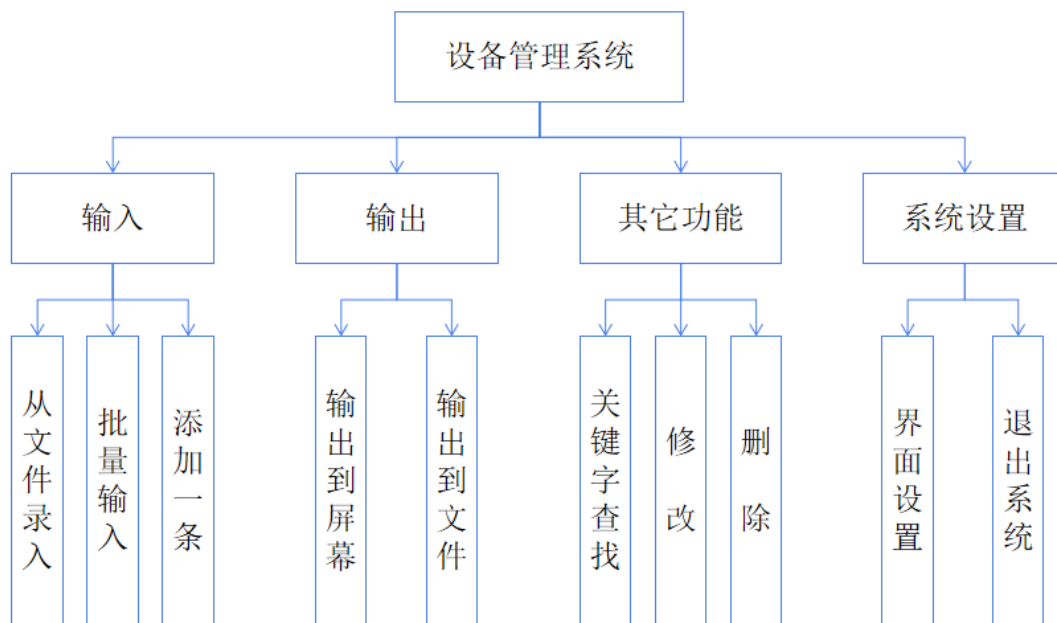 设备管理系统
输入
输出
其它功能
系统设置
从文件录入
批量输入
添加一条
输出到屏幕
输出到文件
关键字查找
修改
删除
界面设置
退出系统